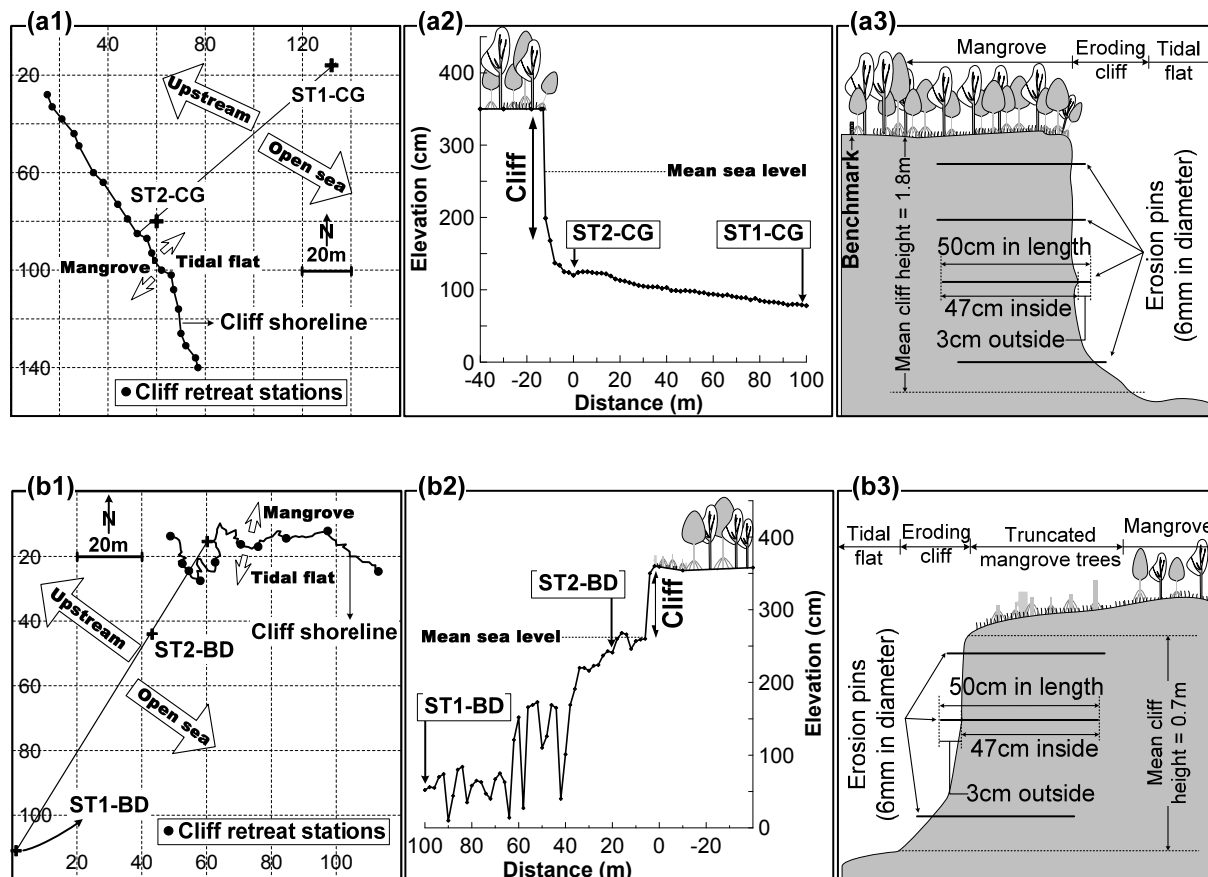 (a1)
40
80
120
20
ST1-CG
Upstream
40
60
Open sea
ST2-CG
80
N
Tidal flat
Mangrove
20m
100
Cliff shoreline
120
140
Cliff retreat stations
(a2)
400
300
200
100
0
Elevation (cm)
Cliff
Mean sea level
ST2-CG
ST1-CG
-40
-20
0
20
40
60
80
100
Distance (m)
(a3)
Mangrove
Eroding
cliff
Tidal
flat
Benchmark
Mean cliff height = 1.8m
50cm in length
47cm inside
3cm outside
Erosion pins
(6mm in diameter)
(b1)
N
20m
Mangrove
20
Tidal flat
Upstream
Cliff shoreline
40
ST2-BD
60
Open sea
80
ST1-BD
100
Cliff retreat stations
20
40
60
80
100
(b2)
400
300
200
100
0
Elevation (cm)
ST2-BD
Cliff
Mean sea level
ST1-BD
100
80
60
40
20
0
-20
Distance (m)
(b3)
Tidal
flat
Eroding
cliff
Truncated
mangrove trees
Mangrove
Erosion pins
(6mm in diameter)
50cm in length
47cm inside
3cm outside
Mean cliff
height = 0.7m